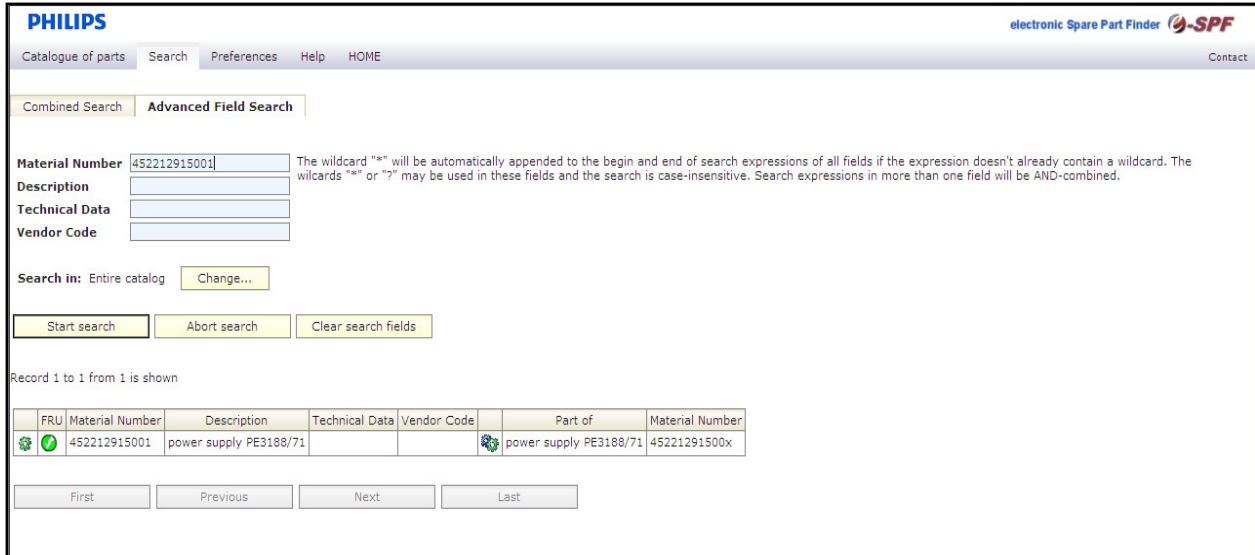 PHILIPS
electronic Spare Part Finder e-SPF
Catalogue of parts Search Preferences Help HOME Contact
Combined Search Advanced Field Search
Material Number 452212915001 The wildcard "*" will be automatically appended to the begin and end of search expressions of all fields if the expression doesn't already contain a wildcard. The
Description wilcards "*" or "?" may be used in these fields and the search is case-insensitive. Search expressions in more than one field will be AND-combined.
Technical Data
Vendor Code
Search in: Entire catalog Change...
Start search Abort search Clear search fields
Record 1 to 1 from 1 is shown
FRU Material Number Description Technical Data Vendor Code Part of Material Number
452212915001 power supply PE3188/71 power supply PE3188/71 45221291500x
First Previous Next Last